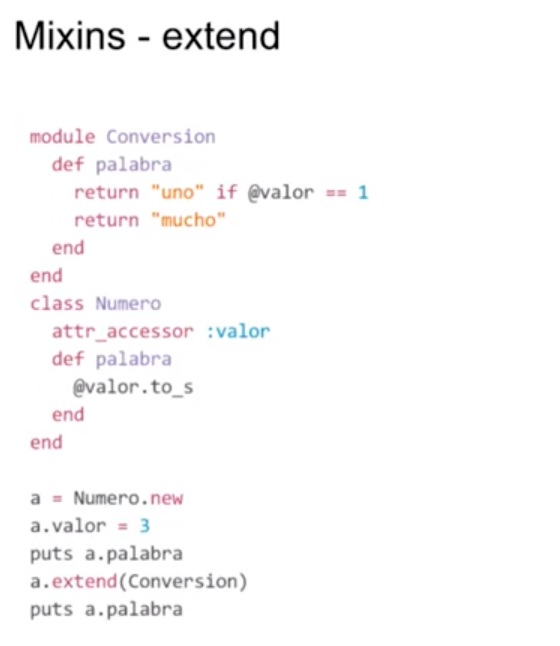 Mixins - extend
module Conversion
  def palabra
    return "uno" if @valor == 1
    return "mucho"
  end
end
class Numero
  attr_accessor :valor
  def palabra
    @valor.to_s
  end
end

a = Numero.new
a.valor = 3
puts a.palabra
a.extend(Conversion)
puts a.palabra